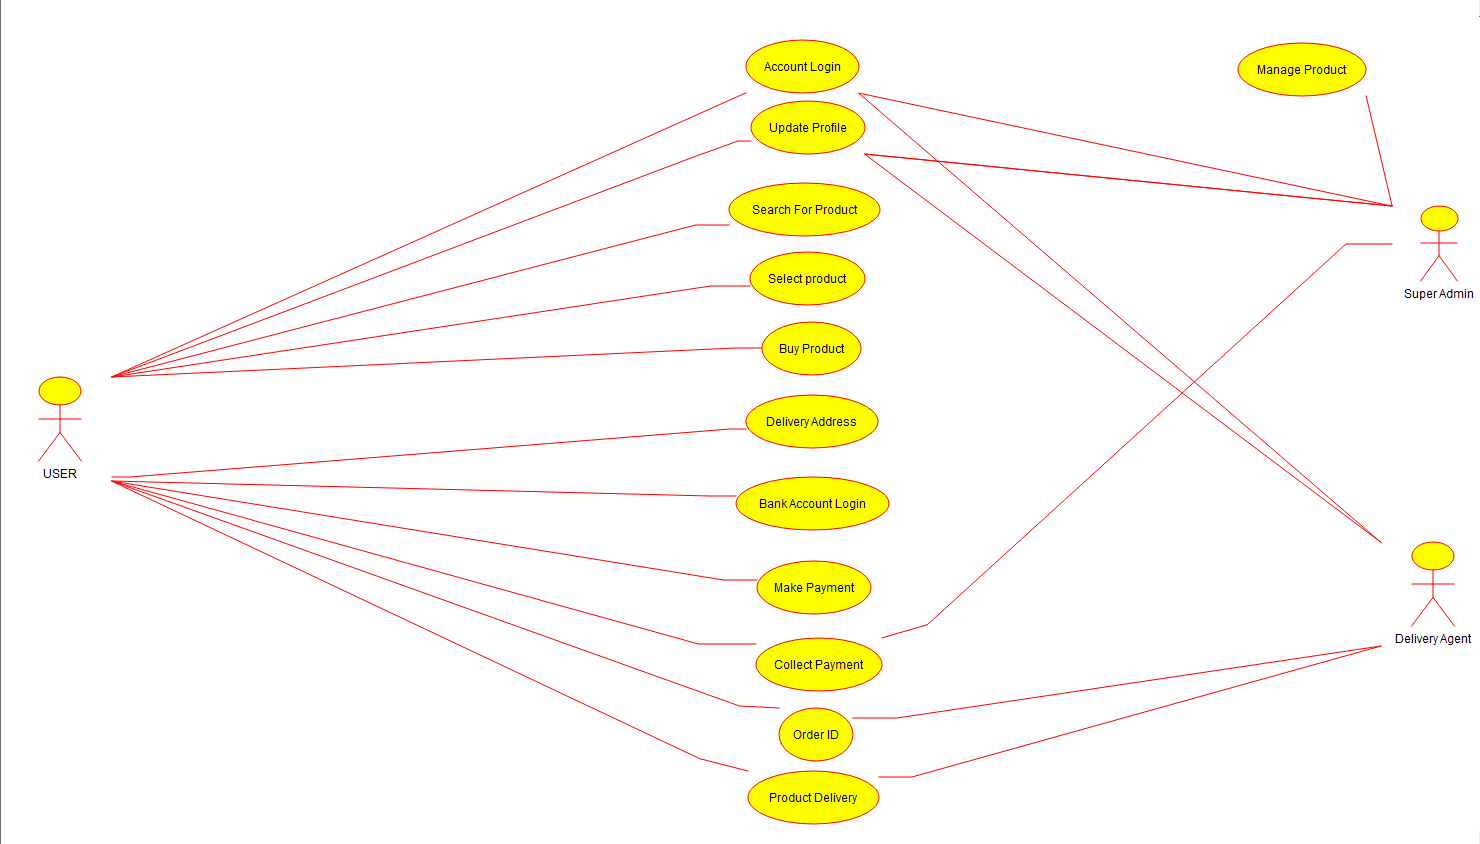 Account Login
Manage Product
Update Profile
Search For Product
Select product
Super Admin
Buy Product
Delivery Address
USER
Bank Account Login
Make Payment
Delivery Agent
Collect Payment
Order ID
Product Delivery